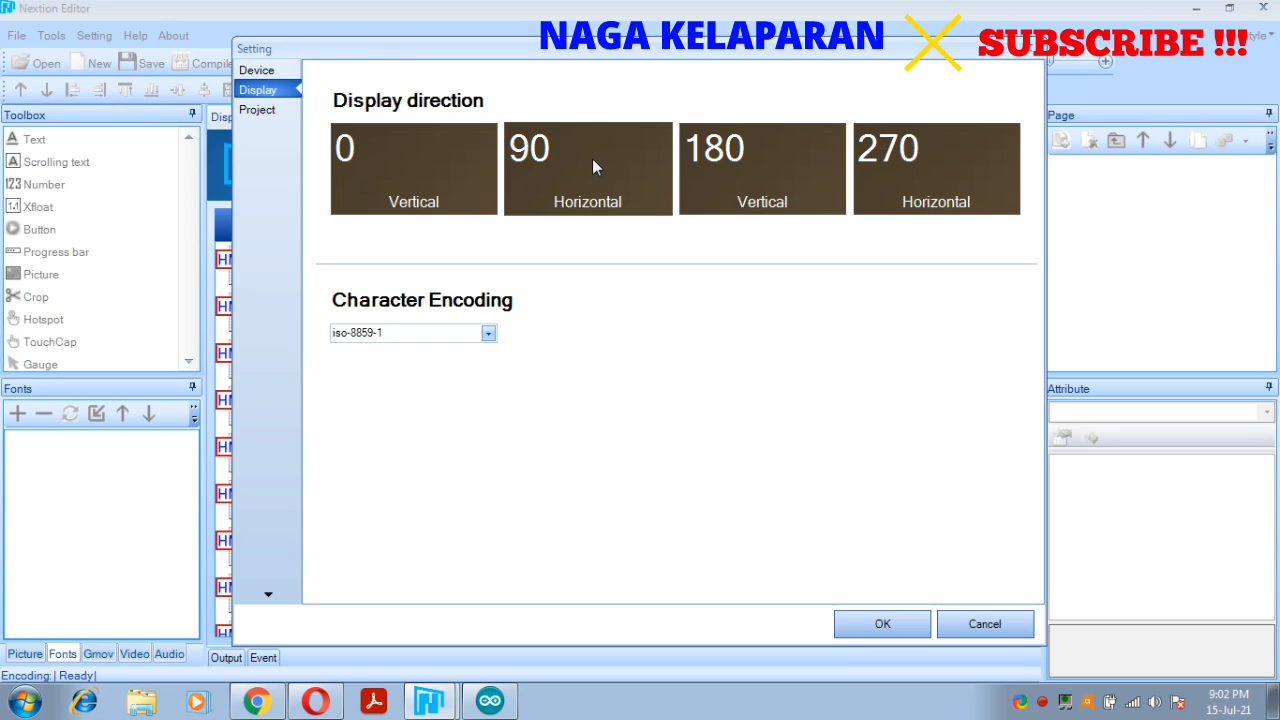 Nextion Editor
NAGA KELAPARAN
SUBSCRIBE !!!
File Tools Setting Help About
Setting
Open New Save Compile
Device
Display
Project
Toolbox
Text
Scrolling text
Number
Xfloat
Button
Progress bar
Picture
Crop
Hotspot
TouchCap
Gauge
Display direction
0 90 180 270
Vertical Horizontal Vertical Horizontal
Character Encoding
iso-8859-1
Page
Fonts
Attribute
OK Cancel
Picture Fonts Gmov Video Audio
Output Event
Encoding:| Ready|
9:02 PM
15-Jul-21